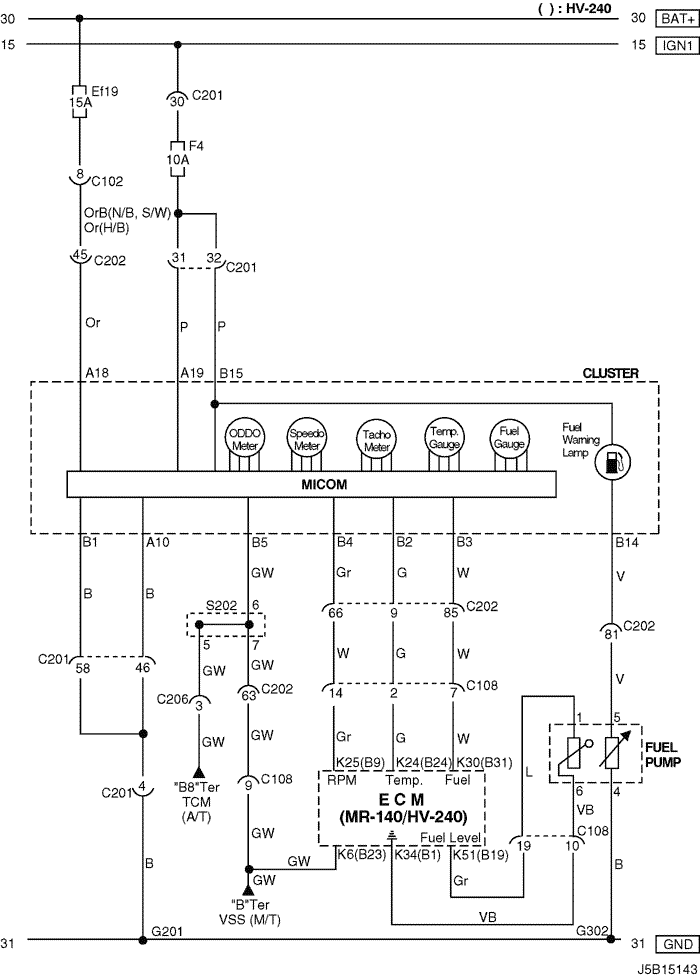 ( ) : HV-240
30 30 BAT+
15 15 IGN1
Ef19
15A
30 C201
F4
10A
8 C102
OrB(N/B, S/W)
Or(H/B)
45 C202
31 32 C201
Or P P
A18 A19 B15 CLUSTER
ODDO
Meter
Speedo
Meter
Tacho
Meter
Temp.
Gauge
Fuel
Gauge
Fuel
Warning
Lamp
MICOM
B1 A10 B5 B4 B2 B3 B14
GW Gr G W V
B B
S202 6
66 9 85 C202
81 C202
5 7
C201 58 46
GW GW W G W V
C206 3
63 C202
14 2 7 C108
GW GW Gr G W
1 5
FUEL
PUMP
L
6 4
K25(B9) K24(B24) K30(B31)
RPM Temp. Fuel
E C M
(MR-140/HV-240)
Fuel Level
"B8"Ter
TCM
(A/T)
9 C108
C201 4
VB
C108
19 10
GW
K6(B23) K34(B1) K51(B19)
GW
B GW Gr B
"B"Ter
VSS (M/T)
VB
G201 G302
31 31 GND
J5B15143